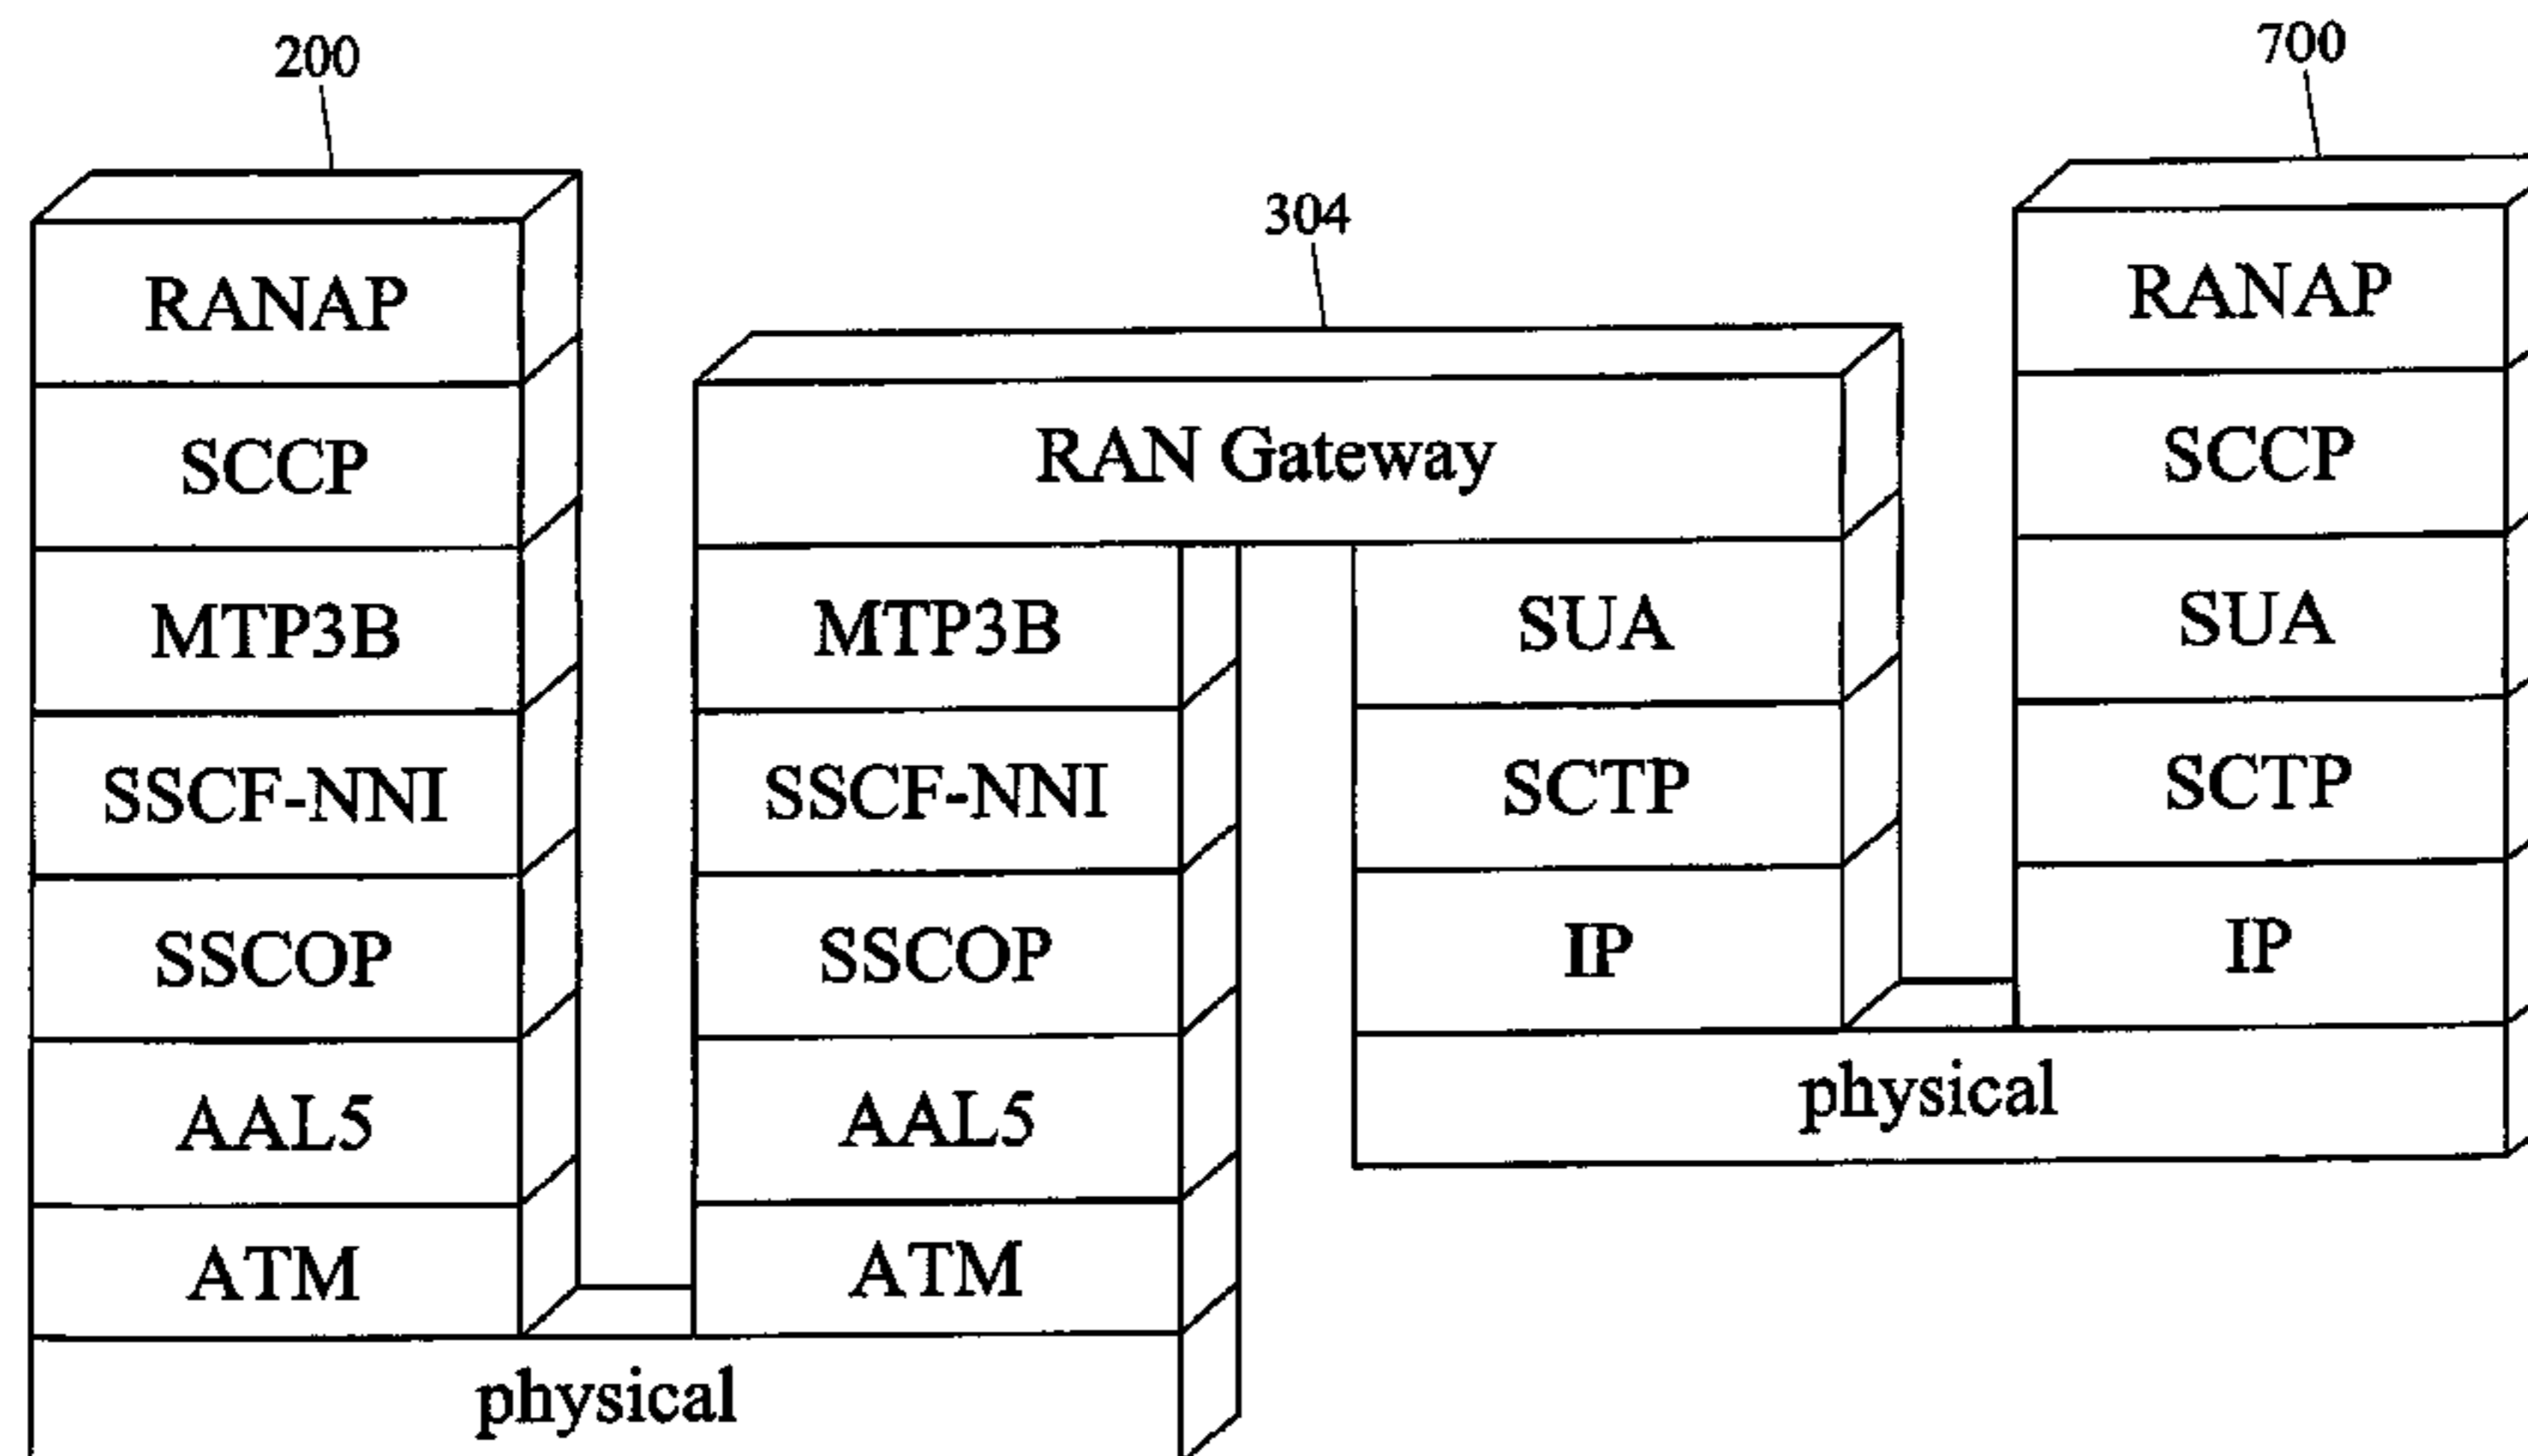 200
RANAP
SCCP
MTP3B
SSCF-NNI
SSCOP
AAL5
ATM
physical
304
RAN Gateway
MTP3B
SSCF-NNI
SSCOP
AAL5
ATM
SUA
SCTP
IP
physical
700
RANAP
SCCP
SUA
SCTP
IP